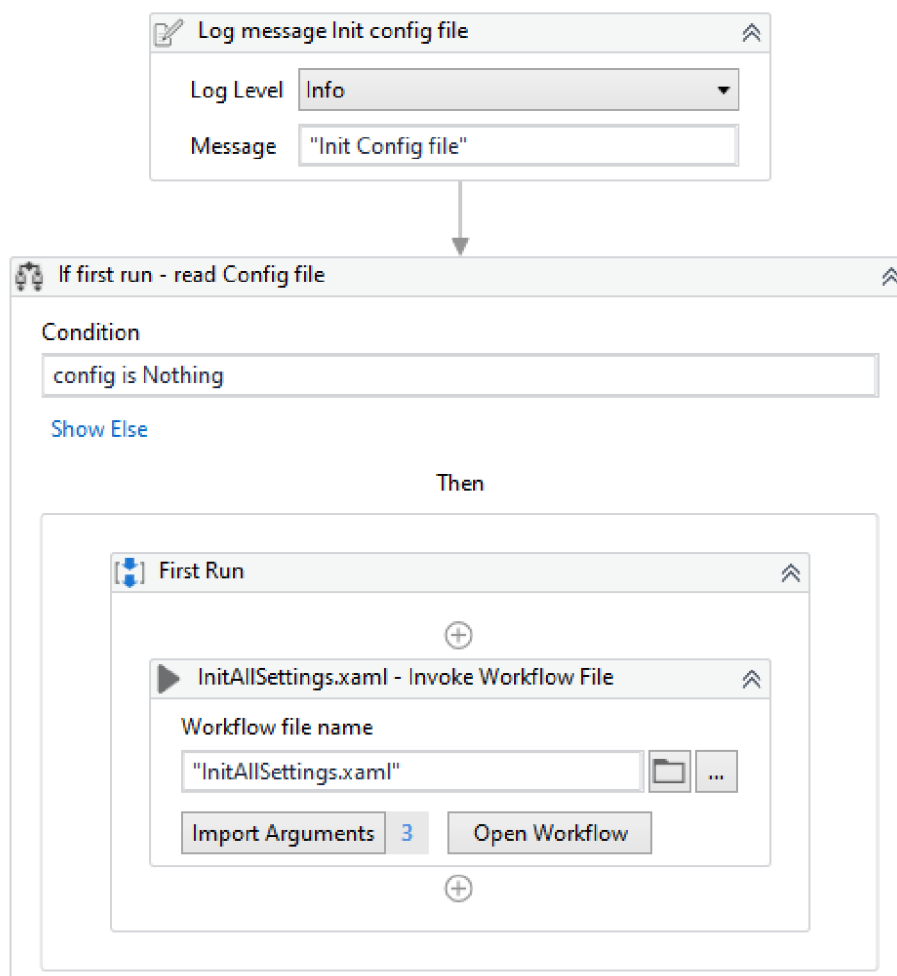 Log message Init config file
Log Level Info
Message "Init Config file"
If first run - read Config file
Condition
config is Nothing
Show Else
Then
First Run
InitAllSettings.xaml - Invoke Workflow File
Workflow file name
"InitAllSettings.xaml" ...
Import Arguments 3 Open Workflow